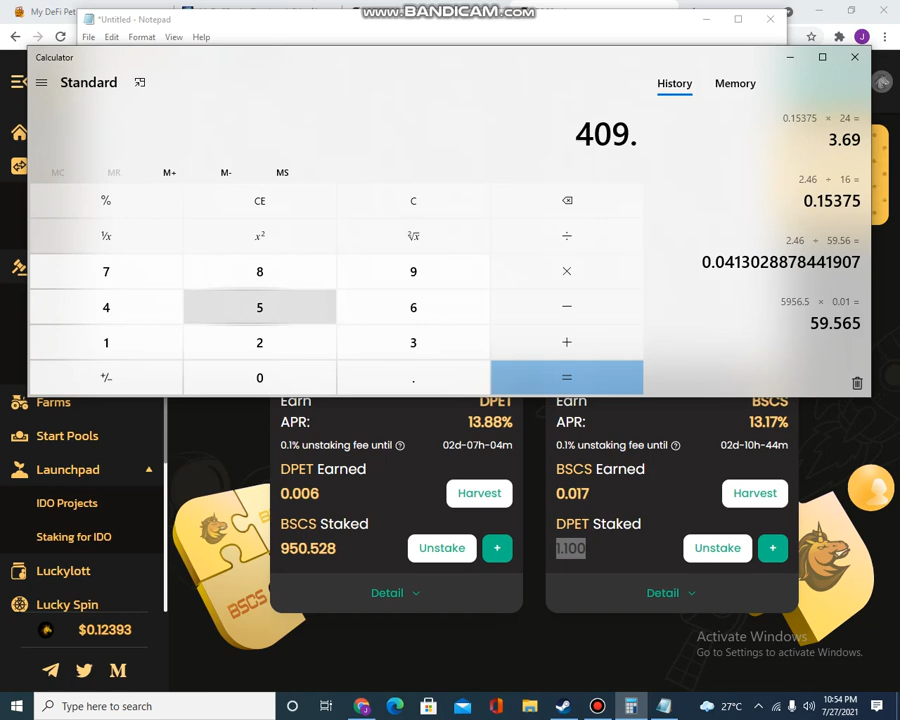 My DeFi Pet
www.BANDICAM.com
*Untitled - Notepad
File Edit Format View Help
Calculator
Standard
History Memory
409.
0.15375 × 24 =
3.69
2.46 ÷ 16 =
0.15375
2.46 ÷ 59.56 =
0.0413028878441907
5956.5 × 0.01 =
59.565
MC MR M+ M- MS
% CE C
⅟x x² ²√x ÷
7 8 9 ×
4 5 6 −
1 2 3 +
+/- 0 . =
Farms
Start Pools
Launchpad
IDO Projects
Staking for IDO
Luckylott
Lucky Spin
$0.12393
M
Earn DPET
APR: 13.88%
0.1% unstaking fee until 02d-07h-04m
DPET Earned
0.006 Harvest
BSCS Staked
950.528 Unstake +
Detail
Earn BSCS
APR: 13.17%
0.1% unstaking fee until 02d-10h-44m
BSCS Earned
0.017 Harvest
DPET Staked
1.100 Unstake +
Detail
BSCS
Activate Windows
Go to Settings to activate Windows.
Type here to search
27°C
10:54 PM
7/27/2021